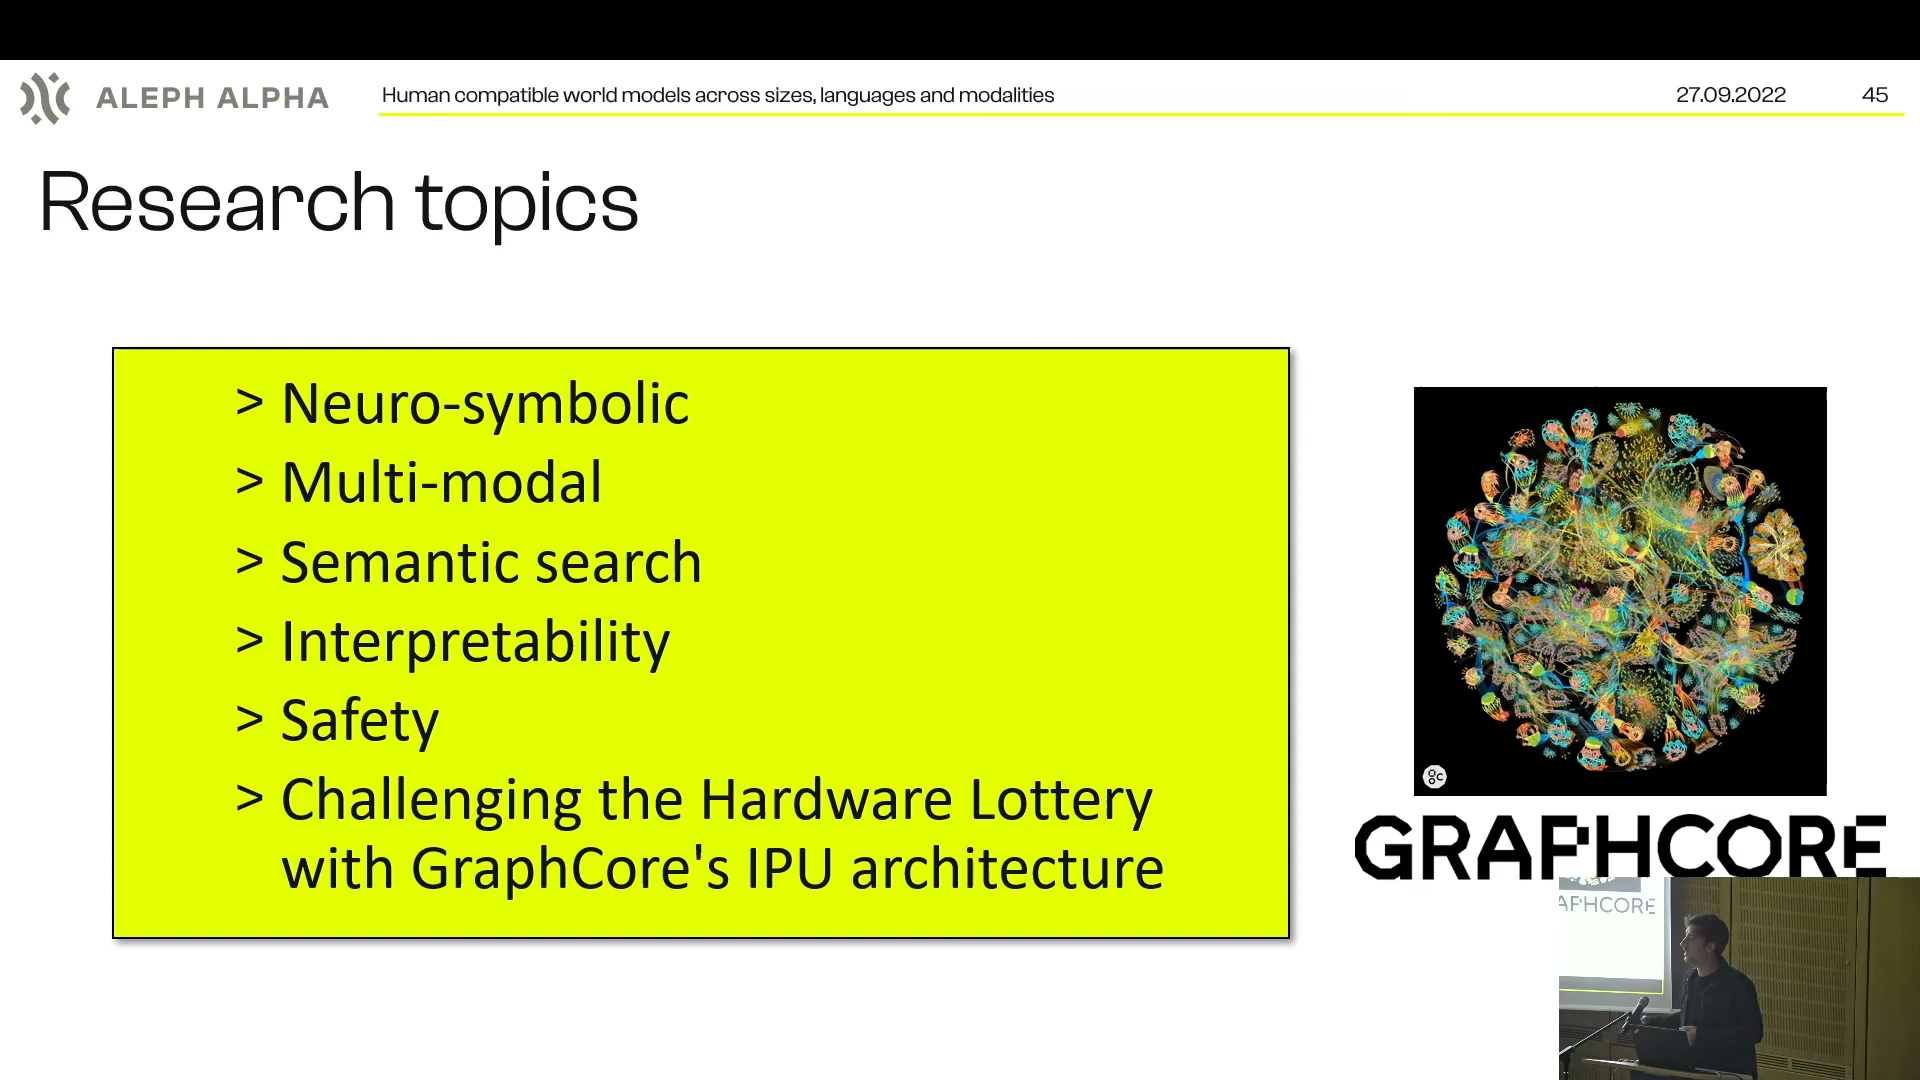 ALEPH ALPHA
Human compatible world models across sizes, languages and modalities
27.09.2022
45
Research topics
> Neuro-symbolic
> Multi-modal
> Semantic search
> Interpretability
> Safety
> Challenging the Hardware Lottery
with GraphCore's IPU architecture
GRAPHCORE
APHCORE